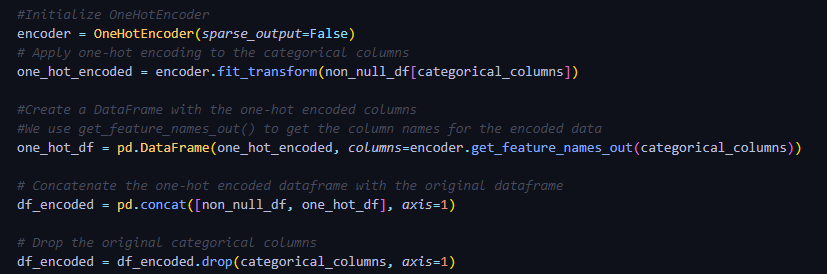 #Initialize OneHotEncoder
encoder = OneHotEncoder(sparse_output=False)
# Apply one-hot encoding to the categorical columns
one_hot_encoded = encoder.fit_transform(non_null_df[categorical_columns])
#Create a DataFrame with the one-hot encoded columns
#We use get_feature_names_out() to get the column names for the encoded data
one_hot_df = pd.DataFrame(one_hot_encoded, columns=encoder.get_feature_names_out(categorical_columns))
# Concatenate the one-hot encoded dataframe with the original dataframe
df_encoded = pd.concat([non_null_df, one_hot_df], axis=1)
# Drop the original categorical columns
df_encoded = df_encoded.drop(categorical_columns, axis=1)